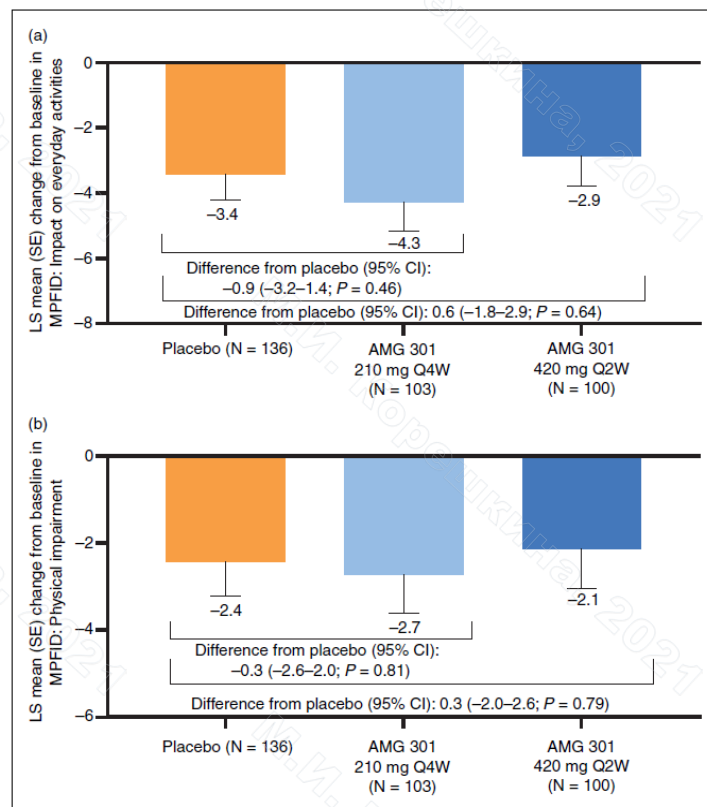 (a)
LS mean (SE) change from baseline in
MPFID: Impact on everyday activities
0
–2
–4
–6
–8
–3.4
–4.3
–2.9
Difference from placebo (95% CI):
–0.9 (–3.2–1.4; P = 0.46)
Difference from placebo (95% CI): 0.6 (–1.8–2.9; P = 0.64)
Placebo (N = 136)
AMG 301
210 mg Q4W
(N = 103)
AMG 301
420 mg Q2W
(N = 100)
(b)
LS mean (SE) change from baseline in
MPFID: Physical impairment
0
–2
–4
–6
–2.4
–2.7
–2.1
Difference from placebo (95% CI):
–0.3 (–2.6–2.0; P = 0.81)
Difference from placebo (95% CI): 0.3 (–2.0–2.6; P = 0.79)
Placebo (N = 136)
AMG 301
210 mg Q4W
(N = 103)
AMG 301
420 mg Q2W
(N = 100)
М.И. Корешкина, 2021